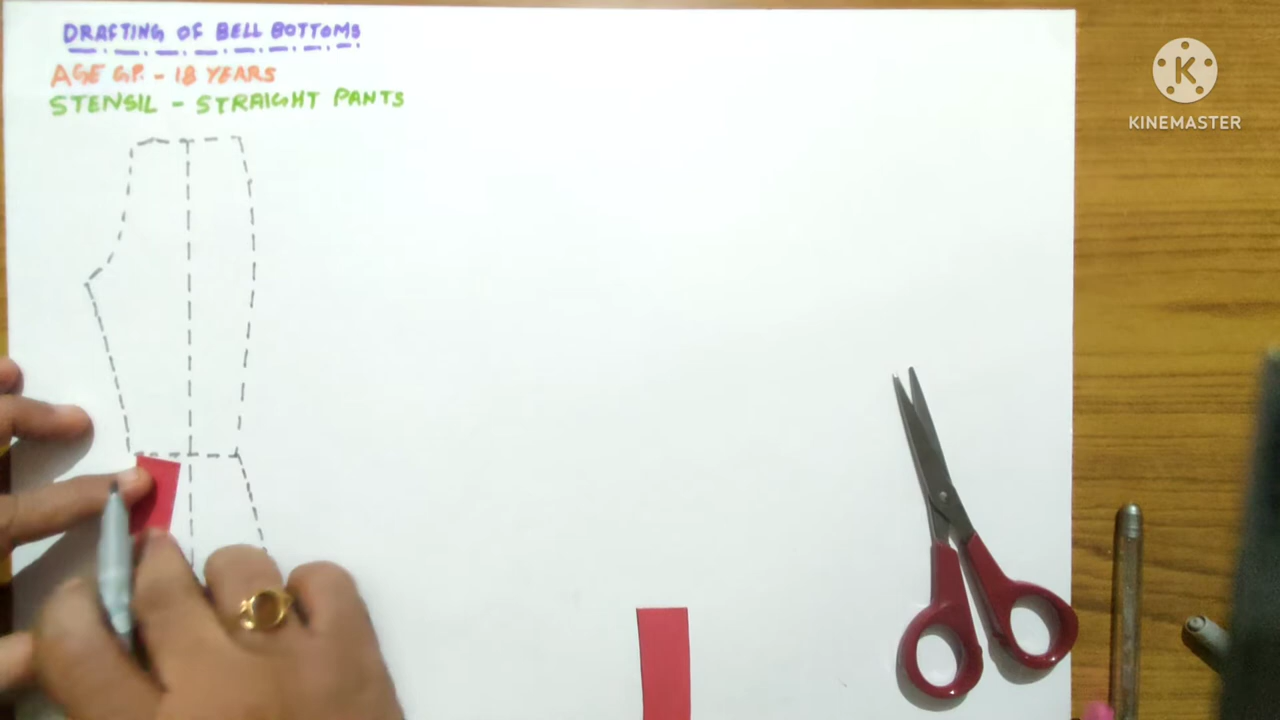 DRAFTING OF BELL BOTTOMS
AGE GP. - 18 YEARS
STENSIL - STRAIGHT PANTS
K
KINEMASTER